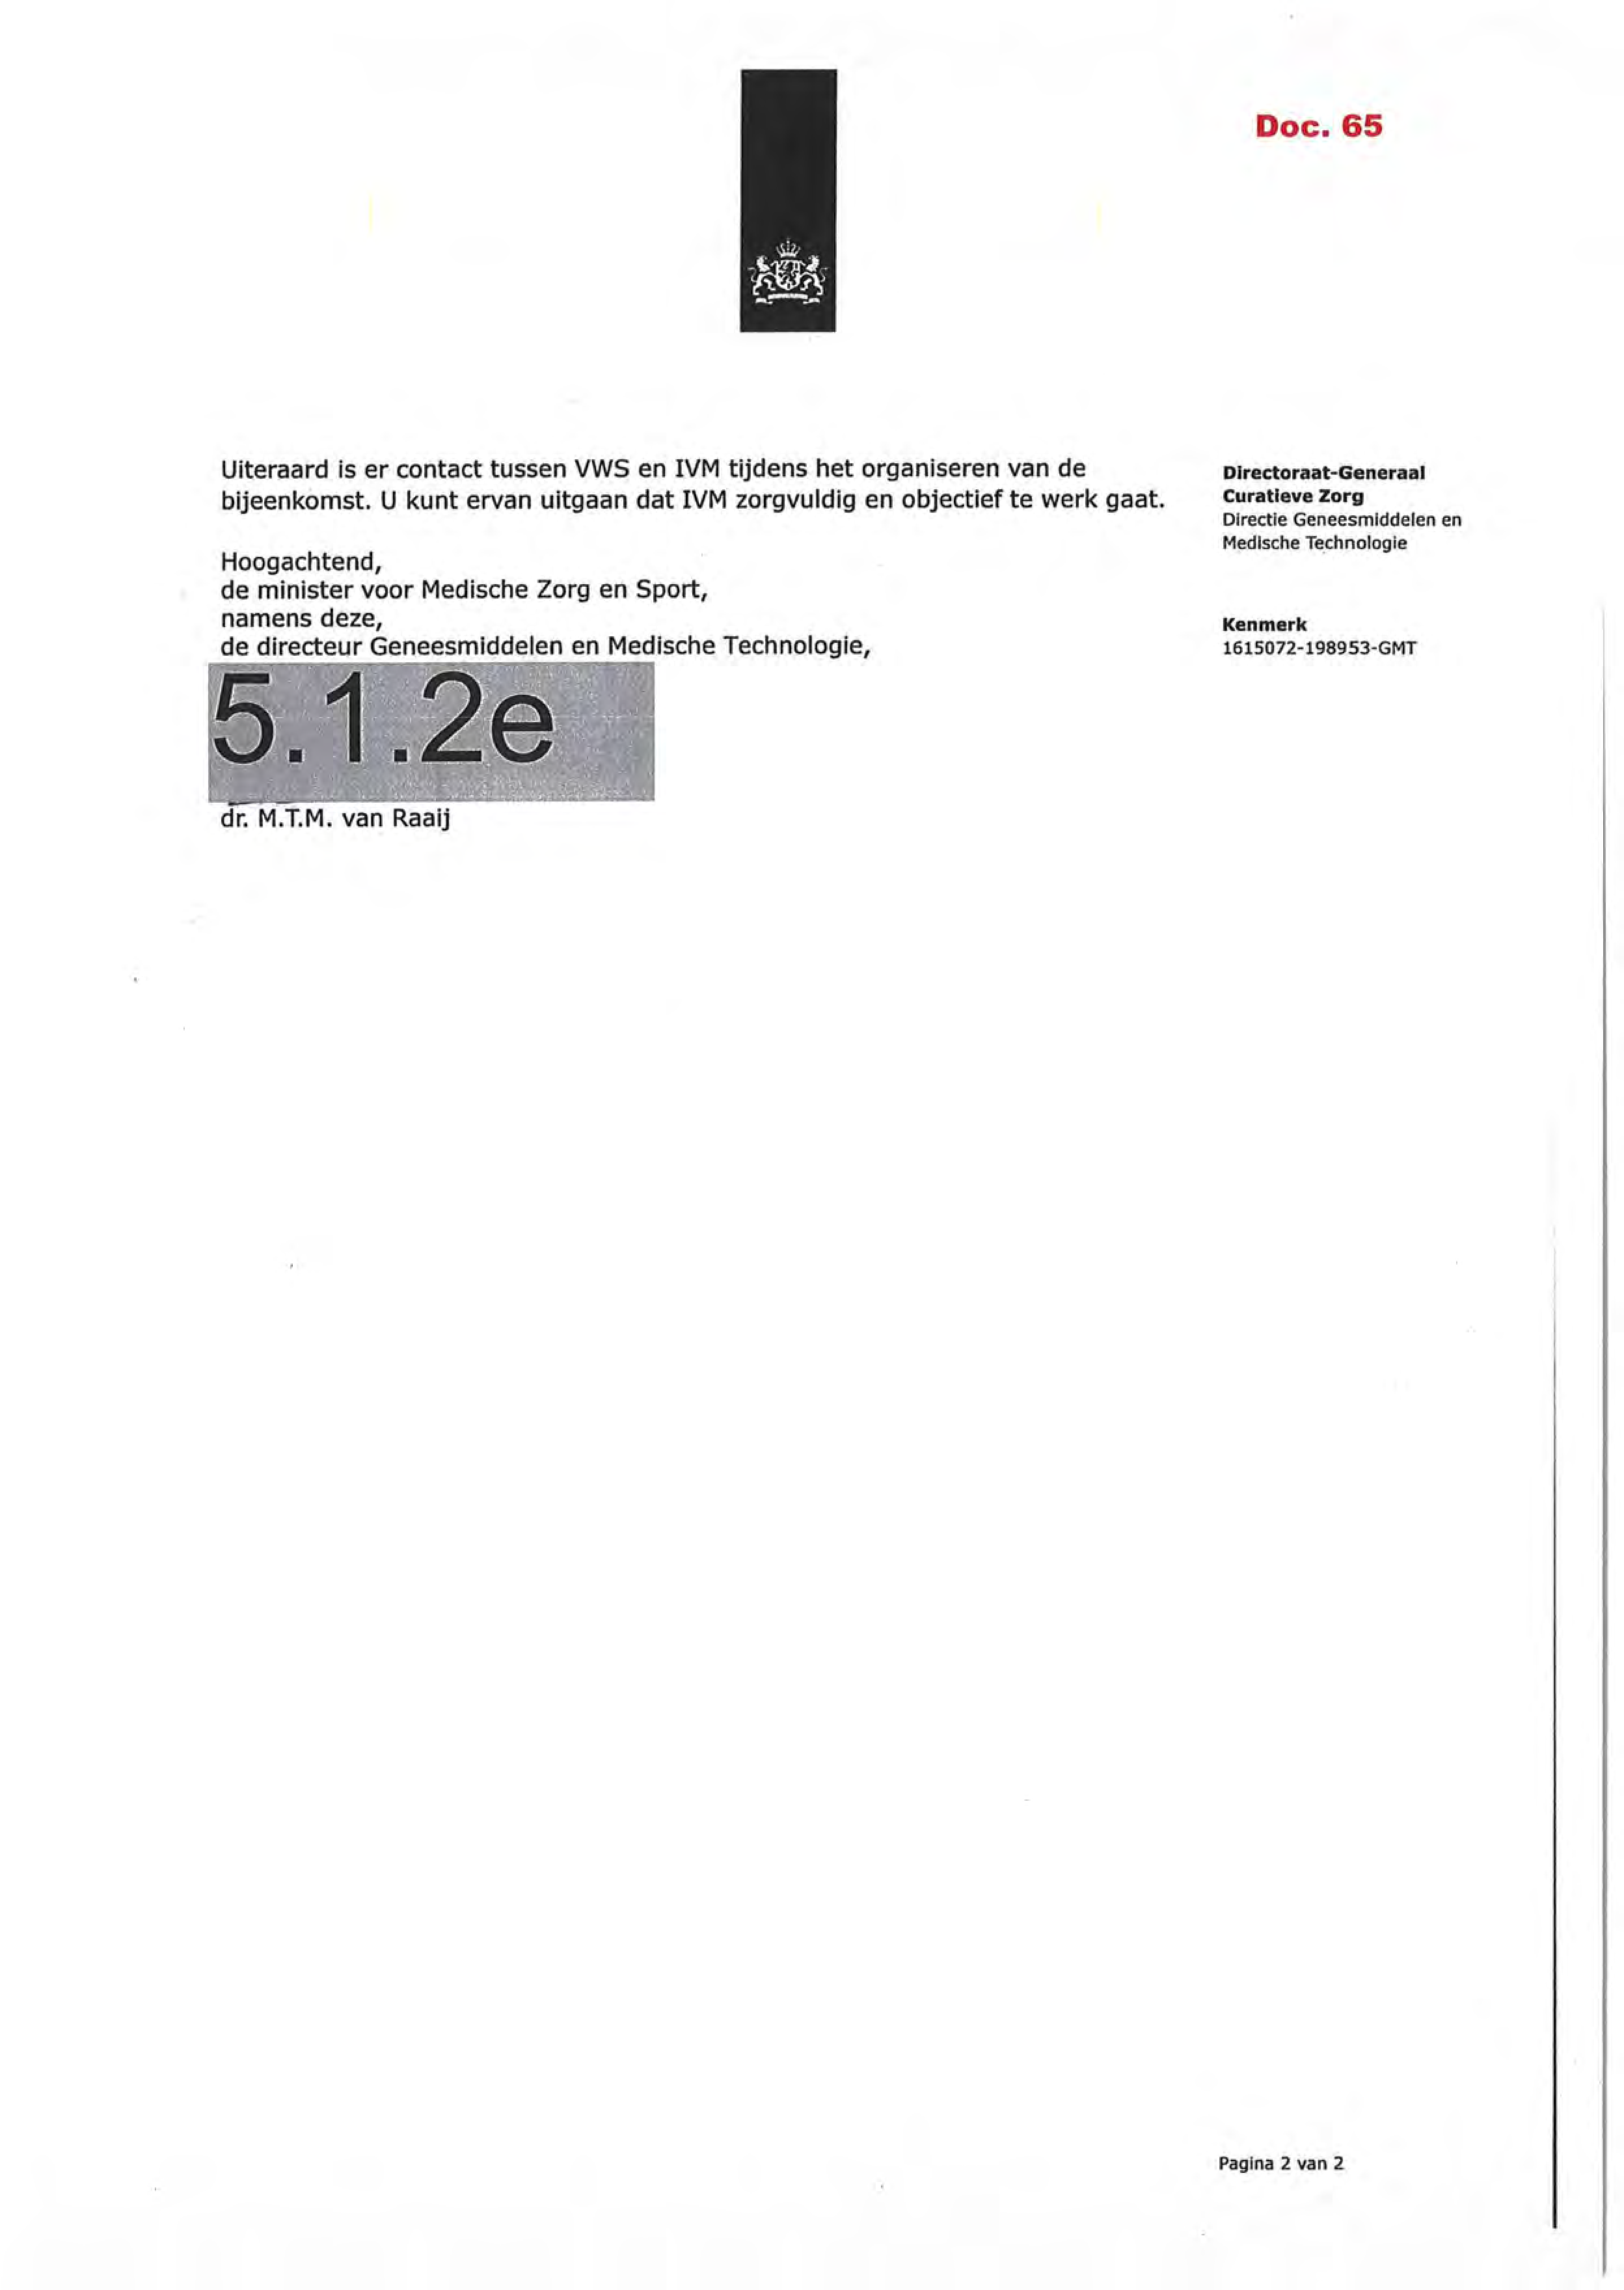 Doc. 65
Uiteraard is er contact tussen VWS en IVM tijdens het organiseren van de
bijeenkomst. U kunt ervan uitgaan dat IVM zorgvuldig en objectief te werk gaat.
Hoogachtend,
de minister voor Medische Zorg en Sport,
namens deze,
de directeur Geneesmiddelen en Medische Technologie,
5.1.2e
dr. M.T.M. van Raaij
Directoraat-Generaal
Curatieve Zorg
Directie Geneesmiddelen en
Medische Technologie
Kenmerk
1615072-198953-GMT
Pagina 2 van 2